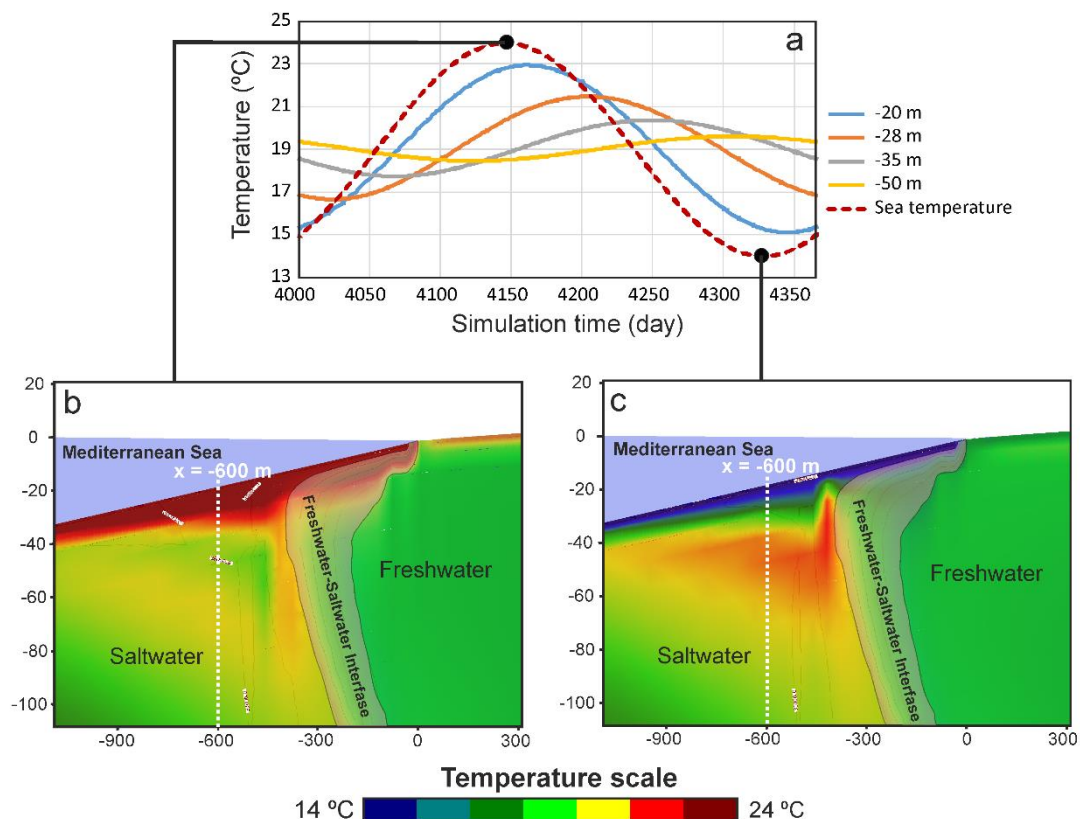 a
25
23
21
19
17
15
13
Temperature (ºC)
4000 4050 4100 4150 4200 4250 4300 4350
Simulation time (day)
-20 m
-28 m
-35 m
-50 m
Sea temperature
b
20
0
-20
-40
-60
-80
-100
Mediterranean Sea
x = -600 m
Freshwater-Saltwater Interfase
Freshwater
Saltwater
-900 -600 -300 0 300
c
20
0
-20
-40
-60
-80
-100
Mediterranean Sea
x = -600 m
Freshwater-Saltwater Interfase
Freshwater
Saltwater
-900 -600 -300 0 300
Temperature scale
14 ºC 24 ºC